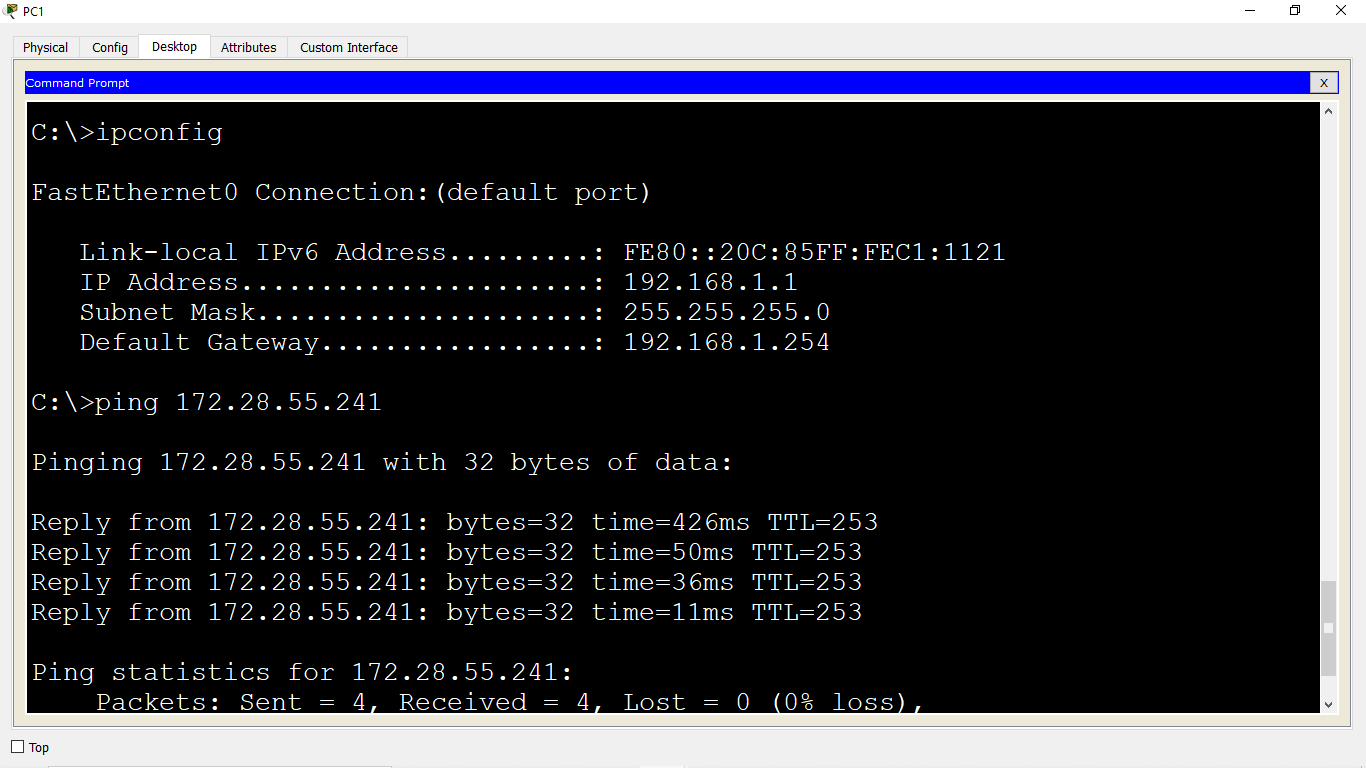 PC1
Physical Config Desktop Attributes Custom Interface
Command Prompt X
C:\>ipconfig
FastEthernet0 Connection:(default port)
Link-local IPv6 Address.........: FE80::20C:85FF:FEC1:1121
IP Address......................: 192.168.1.1
Subnet Mask.....................: 255.255.255.0
Default Gateway.................: 192.168.1.254
C:\>ping 172.28.55.241
Pinging 172.28.55.241 with 32 bytes of data:
Reply from 172.28.55.241: bytes=32 time=426ms TTL=253
Reply from 172.28.55.241: bytes=32 time=50ms TTL=253
Reply from 172.28.55.241: bytes=32 time=36ms TTL=253
Reply from 172.28.55.241: bytes=32 time=11ms TTL=253
Ping statistics for 172.28.55.241:
Packets: Sent = 4, Received = 4, Lost = 0 (0% loss),
Top